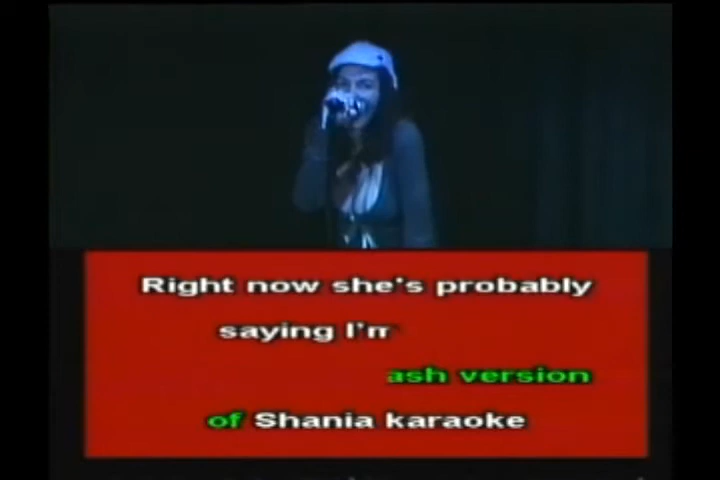 Right now she's probably
saying I'm
ash version
of Shania karaoke